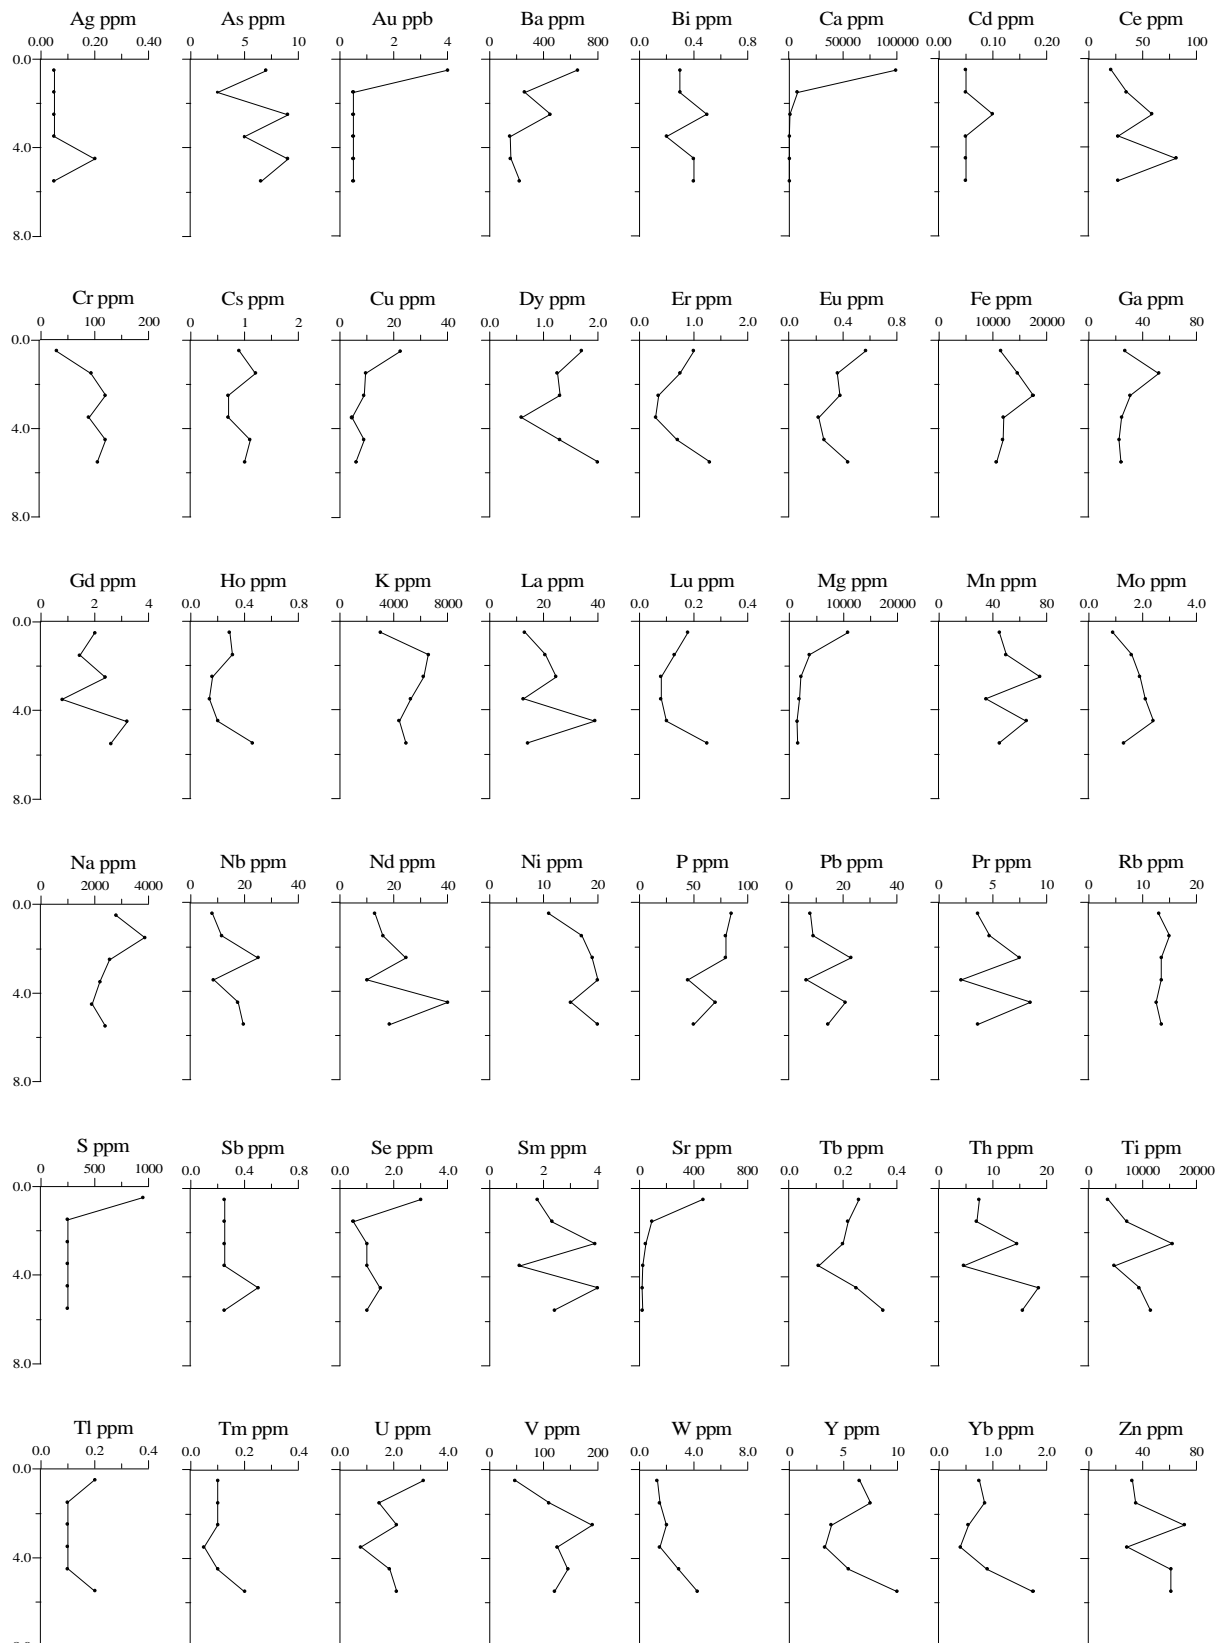 Ag ppm As ppm Au ppb Ba ppm Bi ppm Ca ppm Cd ppm Ce ppm
0.00 0.20 0.40 0 5 10 0 2 4 0 400 800 0.0 0.4 0.8 0 50000 100000 0.00 0.10 0.20 0 50 100
0.0
4.0
8.0
Cr ppm Cs ppm Cu ppm Dy ppm Er ppm Eu ppm Fe ppm Ga ppm
0 100 200 0 1 2 0 20 40 0.0 1.0 2.0 0.0 1.0 2.0 0.0 0.4 0.8 0 10000 20000 0 40 80
0.0
4.0
8.0
Gd ppm Ho ppm K ppm La ppm Lu ppm Mg ppm Mn ppm Mo ppm
0 2 4 0.0 0.4 0.8 0 4000 8000 0 20 40 0.0 0.2 0.4 0 10000 20000 0 40 80 0.0 2.0 4.0
0.0
4.0
8.0
Na ppm Nb ppm Nd ppm Ni ppm P ppm Pb ppm Pr ppm Rb ppm
0 2000 4000 0 20 40 0 20 40 0 10 20 0 50 100 0 20 40 0 5 10 0 10 20
0.0
4.0
8.0
S ppm Sb ppm Se ppm Sm ppm Sr ppm Tb ppm Th ppm Ti ppm
0 500 1000 0.0 0.4 0.8 0.0 2.0 4.0 0 2 4 0 400 800 0.0 0.2 0.4 0 10 20 0 10000 20000
0.0
4.0
8.0
Tl ppm Tm ppm U ppm V ppm W ppm Y ppm Yb ppm Zn ppm
0.0 0.2 0.4 0.0 0.2 0.4 0.0 2.0 4.0 0 100 200 0.0 4.0 8.0 0 5 10 0.0 1.0 2.0 0 40 80
0.0
4.0